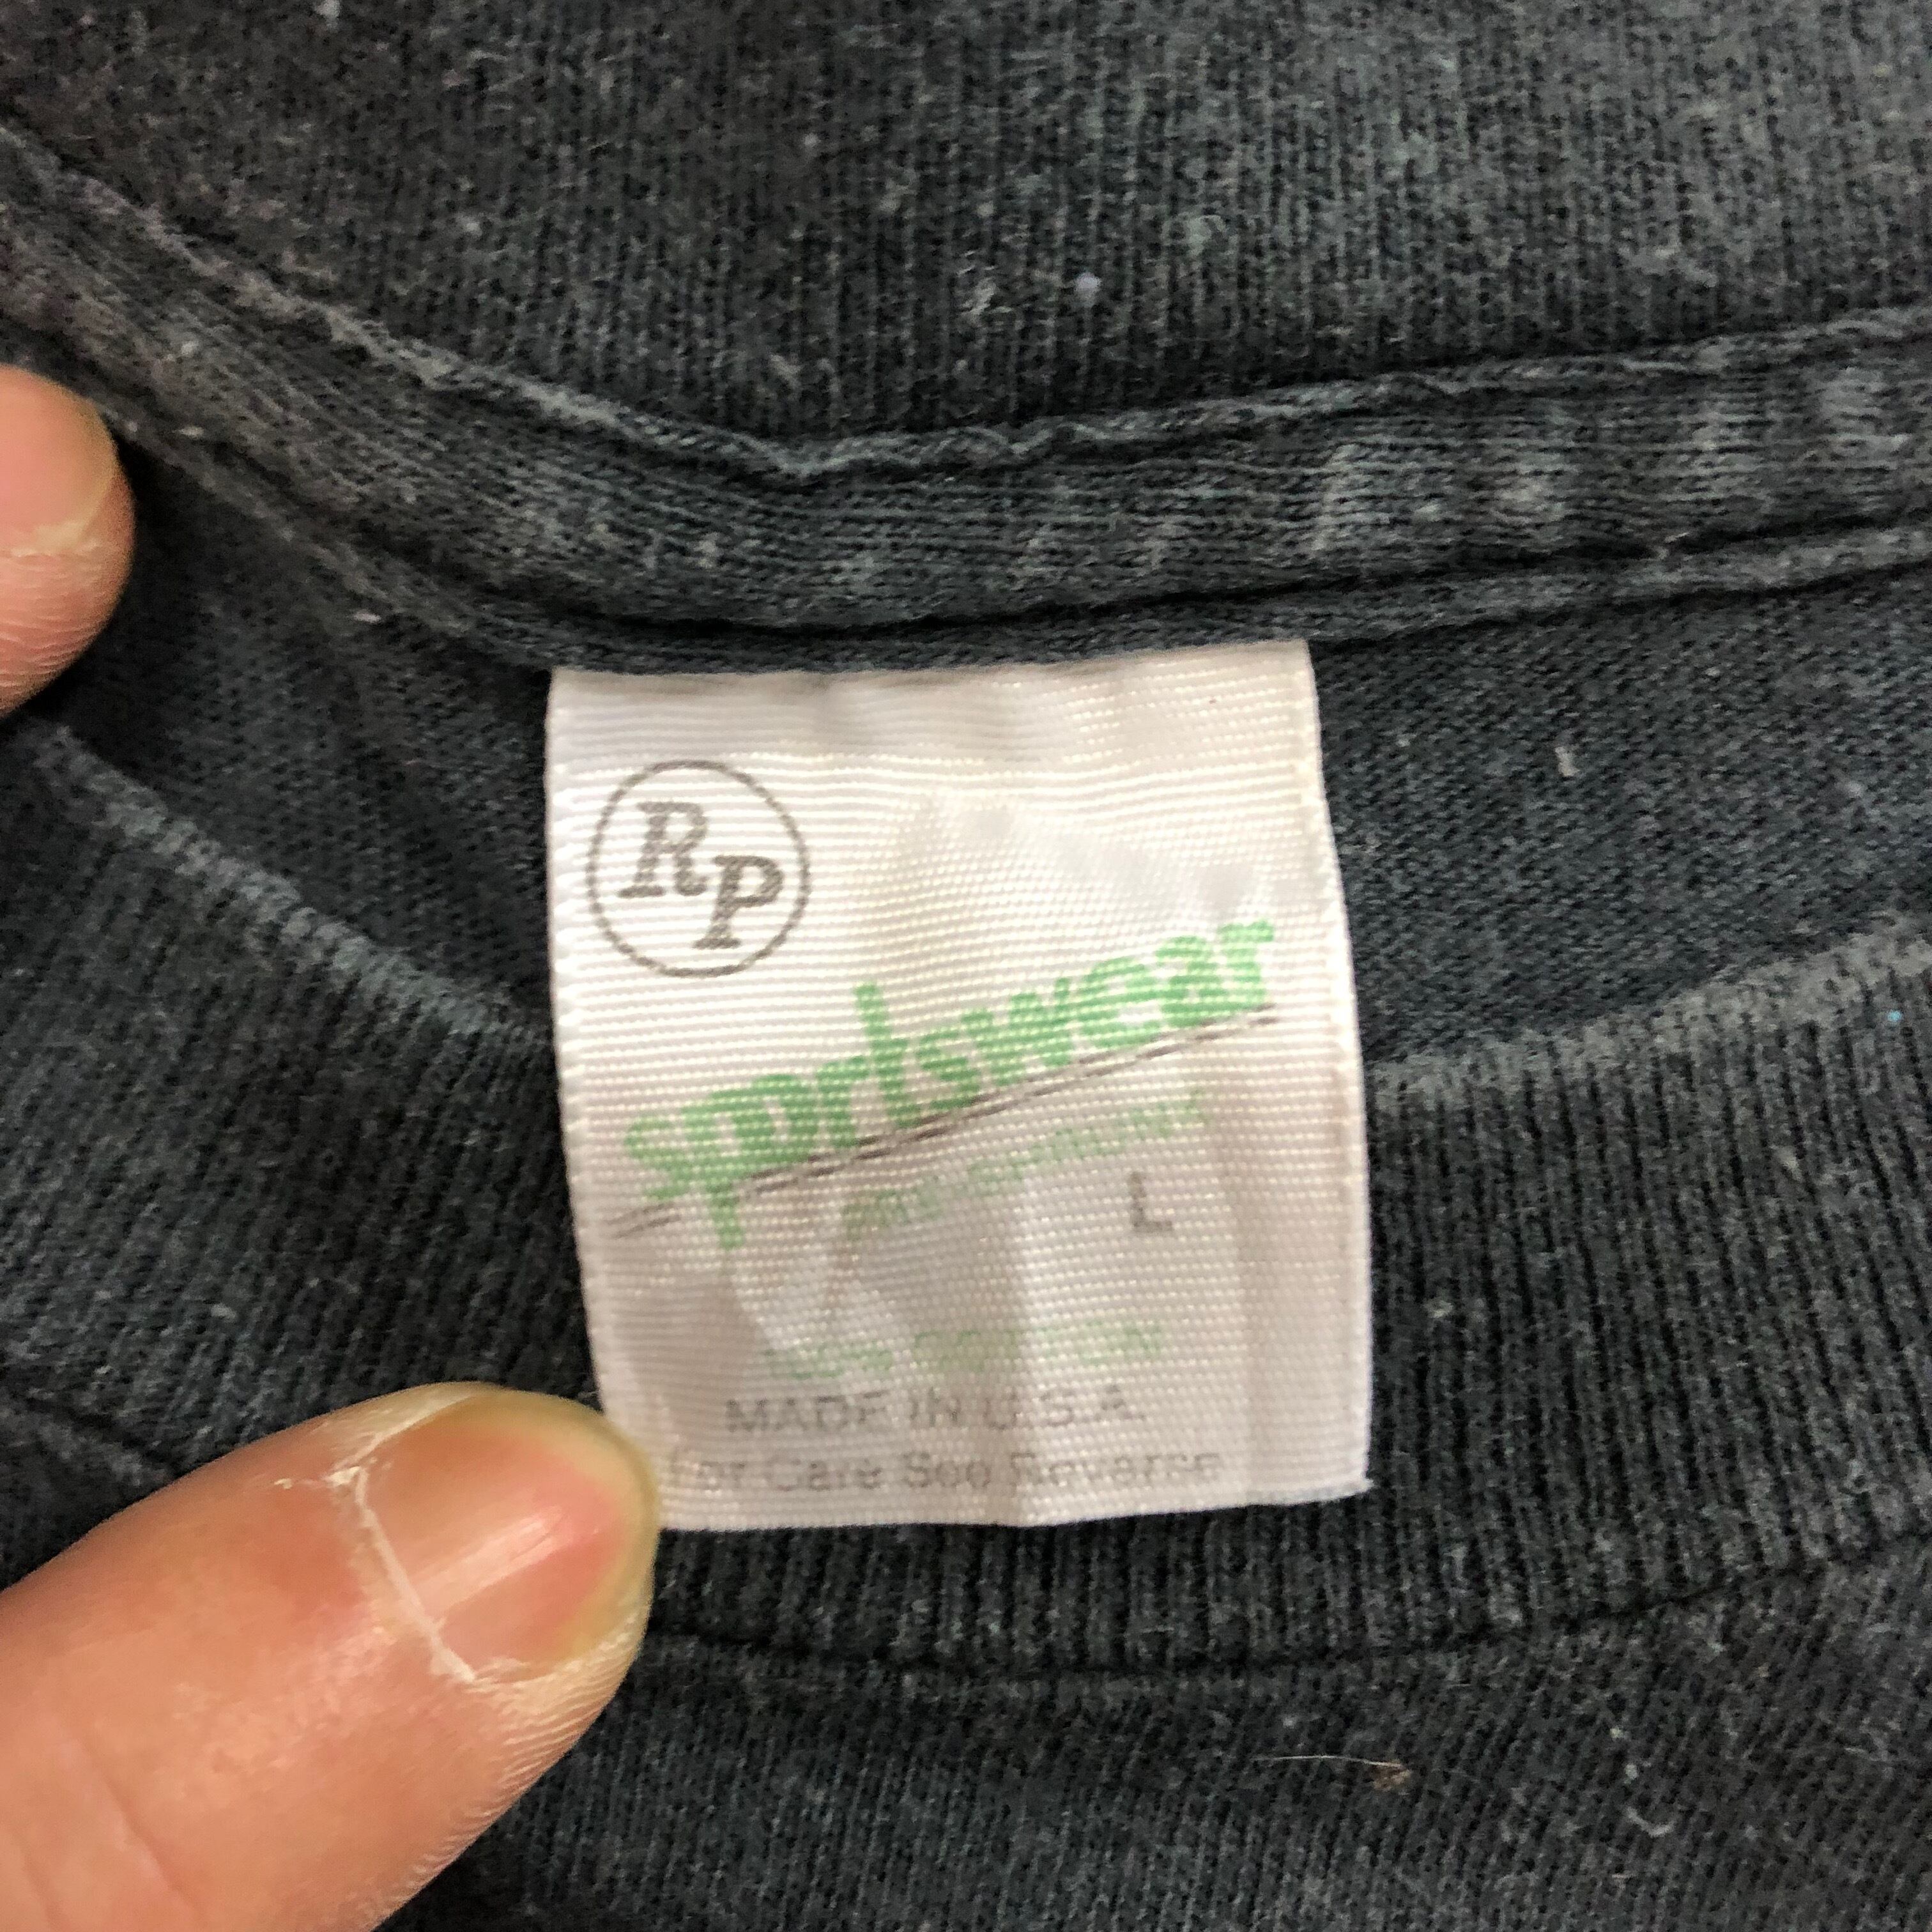 RP
sportswear
L
MADE IN U.S.A.
For Care See Reverse